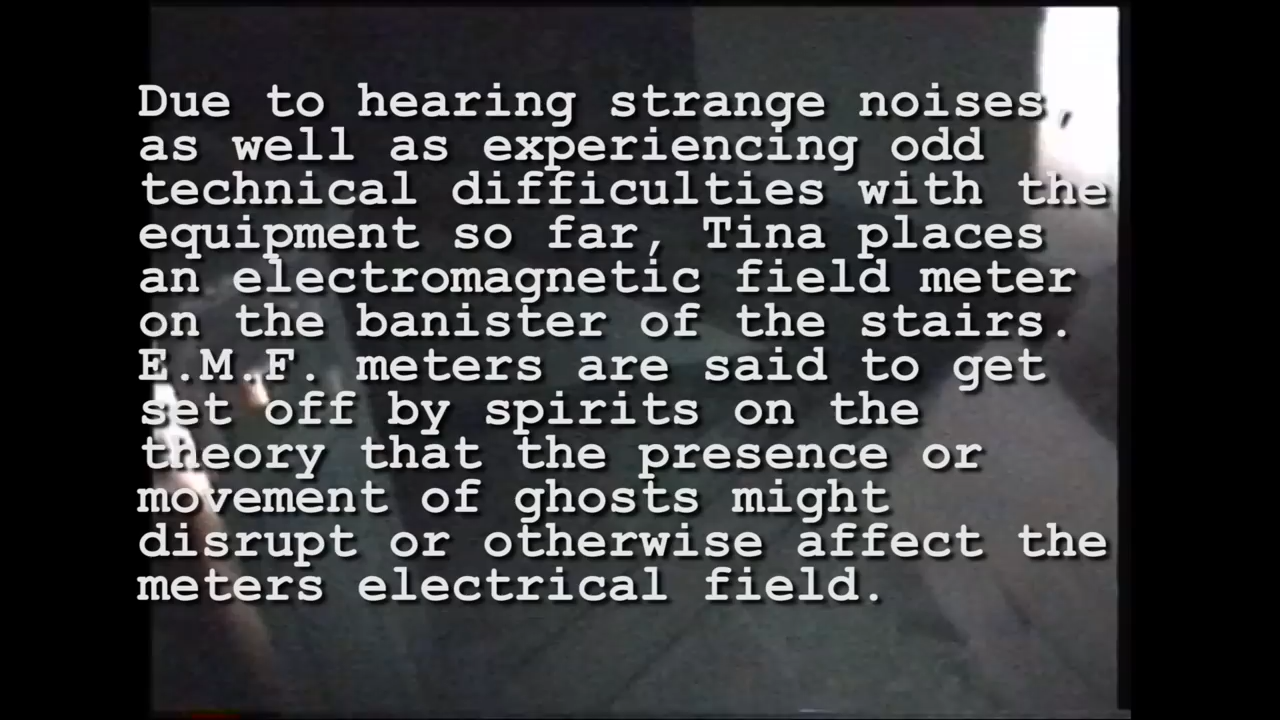 Due to hearing strange noises,
as well as experiencing odd
technical difficulties with the
equipment so far, Tina places
an electromagnetic field meter
on the banister of the stairs.
E.M.F. meters are said to get
set off by spirits on the
theory that the presence or
movement of ghosts might
disrupt or otherwise affect the
meters electrical field.